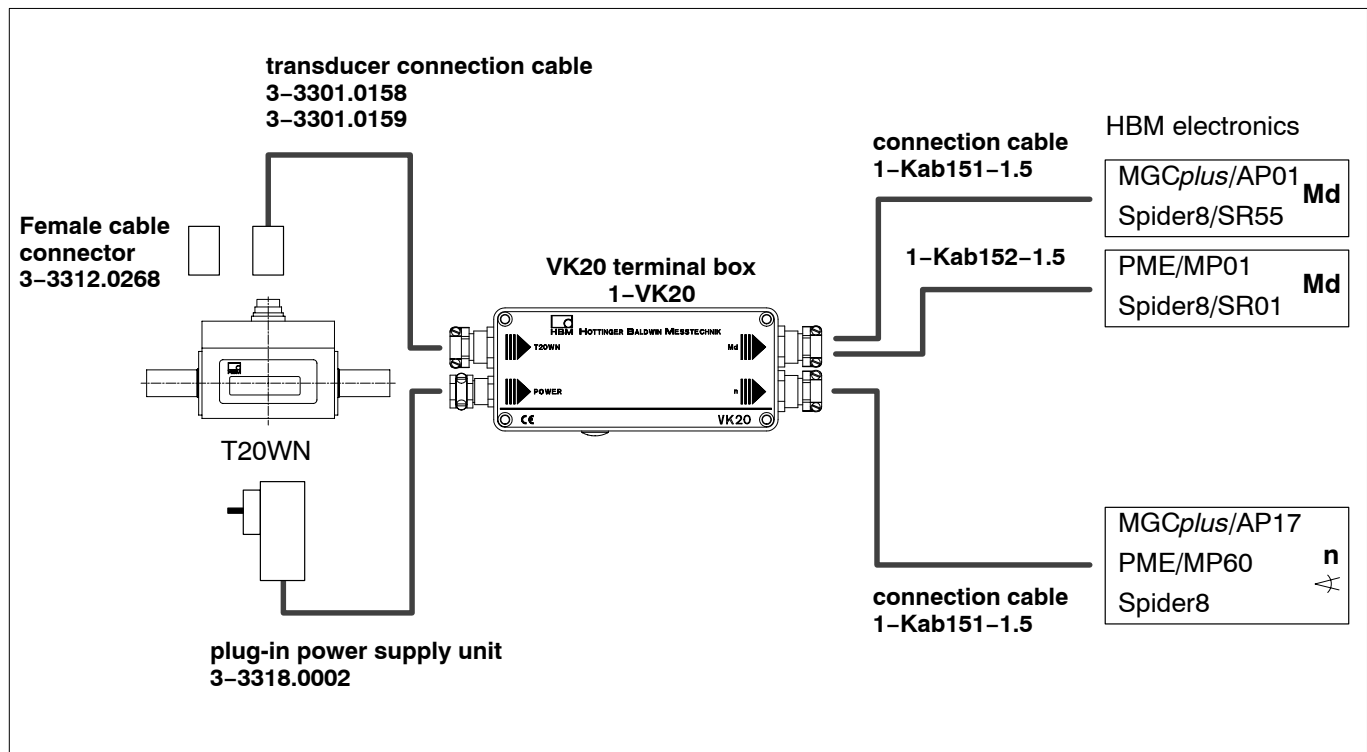 transducer connection cable
3−3301.0158
3−3301.0159
Female cable
connector
3−3312.0268
T20WN
plug-in power supply unit
3−3318.0002
VK20 terminal box
1−VK20
HBM HOTTINGER BALDWIN MESSTECHNIK
T20WN
Md
POWER
n
CE
VK20
connection cable
1−Kab151−1.5
1−Kab152−1.5
connection cable
1−Kab151−1.5
HBM electronics
MGCplus/AP01 Md
Spider8/SR55
PME/MP01 Md
Spider8/SR01
MGCplus/AP17
PME/MP60 n
Spider8